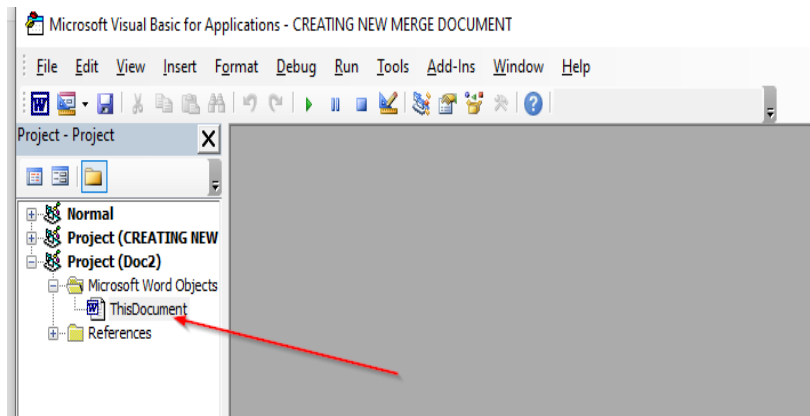 Microsoft Visual Basic for Applications - CREATING NEW MERGE DOCUMENT
File Edit View Insert Format Debug Run Tools Add-Ins Window Help
Project - Project
Normal
Project (CREATING NEW
Project (Doc2)
Microsoft Word Objects
ThisDocument
References